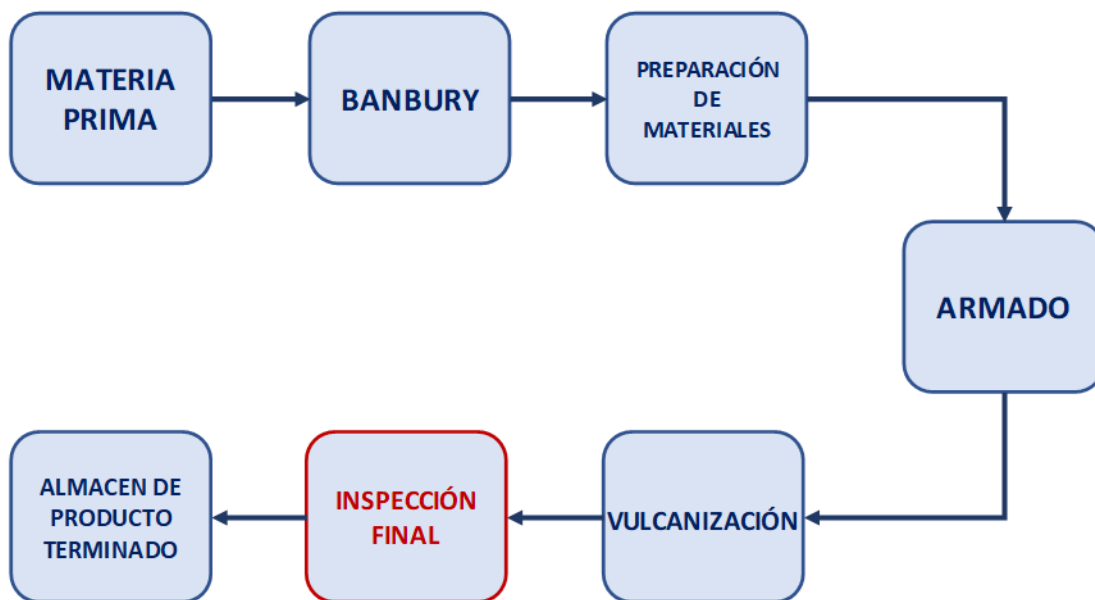 MATERIA
PRIMA
BANBURY
PREPARACIÓN
DE
MATERIALES
ARMADO
VULCANIZACIÓN
INSPECCIÓN
FINAL
ALMACEN DE
PRODUCTO
TERMINADO